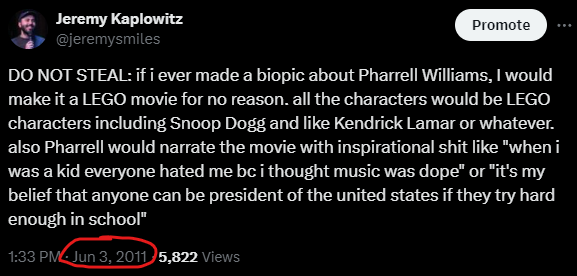 Jeremy Kaplowitz
@jeremysmiles
Promote
DO NOT STEAL: if i ever made a biopic about Pharrell Williams, I would
make it a LEGO movie for no reason. all the characters would be LEGO
characters including Snoop Dogg and like Kendrick Lamar or whatever.
also Pharrell would narrate the movie with inspirational shit like "when i
was a kid everyone hated me bc i thought music was dope" or "it's my
belief that anyone can be president of the united states if they try hard
enough in school"
1:33 PM · Jun 3, 2011 · 5,822 Views